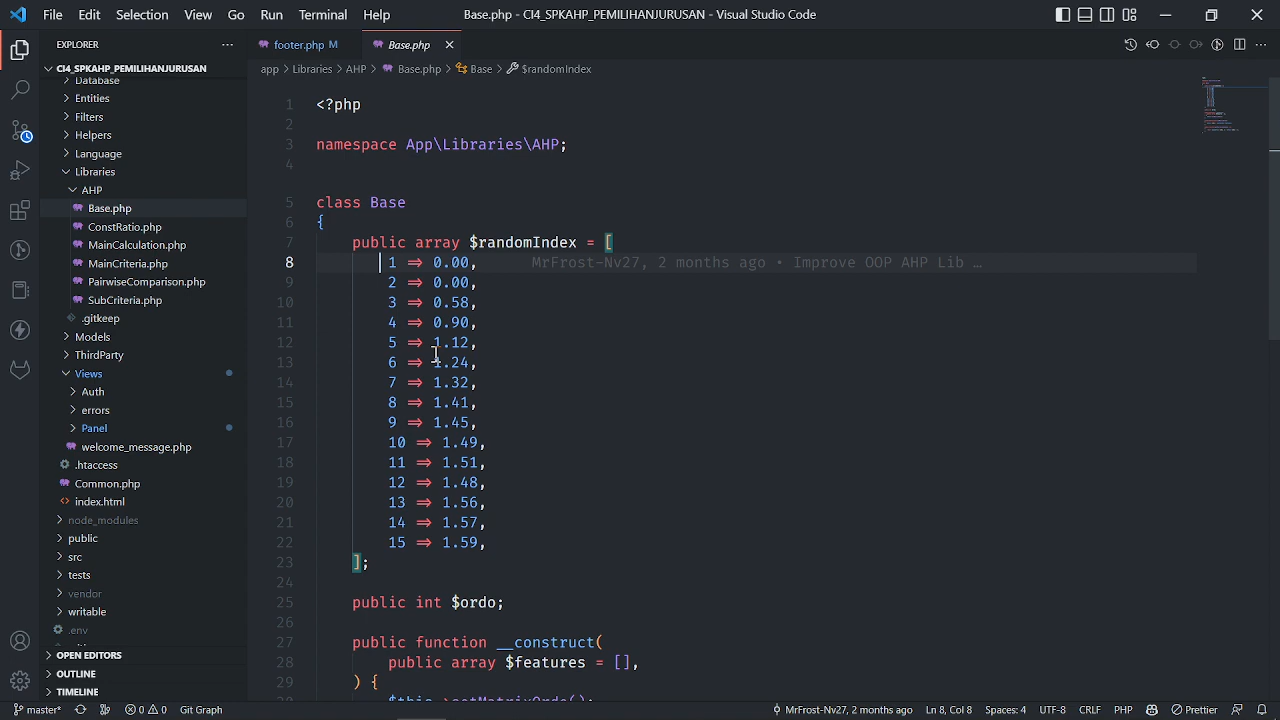 File Edit Selection View Go Run Terminal Help Base.php - CI4_SPKAHP_PEMILIHANJURUSAN - Visual Studio Code
EXPLORER
footer.php M
Base.php
CI4_SPKAHP_PEMILIHANJURUSAN
Database
Entities
Filters
Helpers
Language
Libraries
AHP
Base.php
ConstRatio.php
MainCalculation.php
MainCriteria.php
PairwiseComparison.php
SubCriteria.php
.gitkeep
Models
ThirdParty
Views
Auth
errors
Panel
welcome_message.php
.htaccess
Common.php
index.html
node_modules
public
src
tests
vendor
writable
.env
OPEN EDITORS
OUTLINE
TIMELINE
app > Libraries > AHP > Base.php > Base > $randomIndex
1 <?php
2
3 namespace App\Libraries\AHP;
4
5 class Base
6 {
7 public array $randomIndex = [
8 1 => 0.00, MrFrost-Nv27, 2 months ago • Improve OOP AHP Lib …
9 2 => 0.00,
10 3 => 0.58,
11 4 => 0.90,
12 5 => 1.12,
13 6 => 1.24,
14 7 => 1.32,
15 8 => 1.41,
16 9 => 1.45,
17 10 => 1.49,
18 11 => 1.51,
19 12 => 1.48,
20 13 => 1.56,
21 14 => 1.57,
22 15 => 1.59,
23 ];
24
25 public int $ordo;
26
27 public function __construct(
28 public array $features = [],
29 ) {
master* 0 0 Git Graph MrFrost-Nv27, 2 months ago Ln 8, Col 8 Spaces: 4 UTF-8 CRLF PHP Prettier